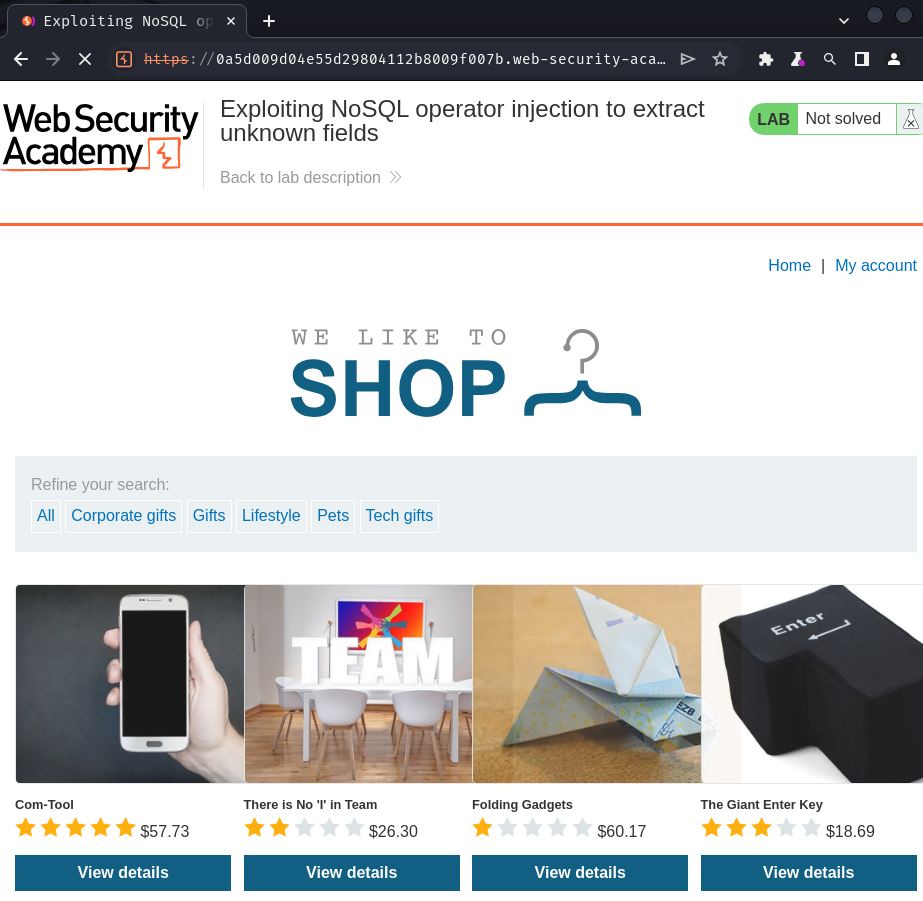 Exploiting NoSQL op
https://0a5d009d04e55d29804112b8009f007b.web-security-aca...
Web Security
Academy
Exploiting NoSQL operator injection to extract
unknown fields
Back to lab description
LAB Not solved
Home | My account
WE LIKE TO
SHOP
Refine your search:
All Corporate gifts Gifts Lifestyle Pets Tech gifts
TEAM
EZB
Enter
Com-Tool There is No 'I' in Team Folding Gadgets The Giant Enter Key
$57.73 $26.30 $60.17 $18.69
View details View details View details View details